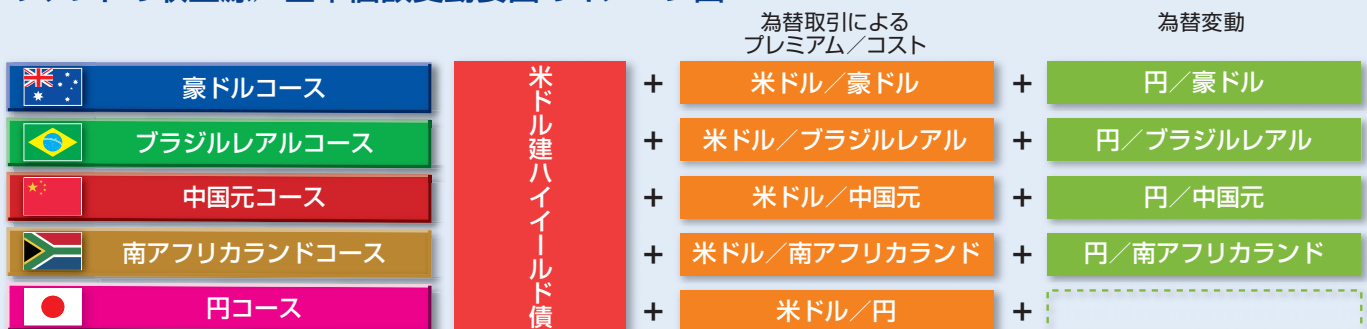 為替取引による
プレミアム／コスト
為替変動
豪ドルコース
米ドル建ハイイールド債
+
米ドル／豪ドル
+
円／豪ドル
ブラジルレアルコース
+
米ドル／ブラジルレアル
+
円／ブラジルレアル
中国元コース
+
米ドル／中国元
+
円／中国元
南アフリカランドコース
+
米ドル／南アフリカランド
+
円／南アフリカランド
円コース
+
米ドル／円
+